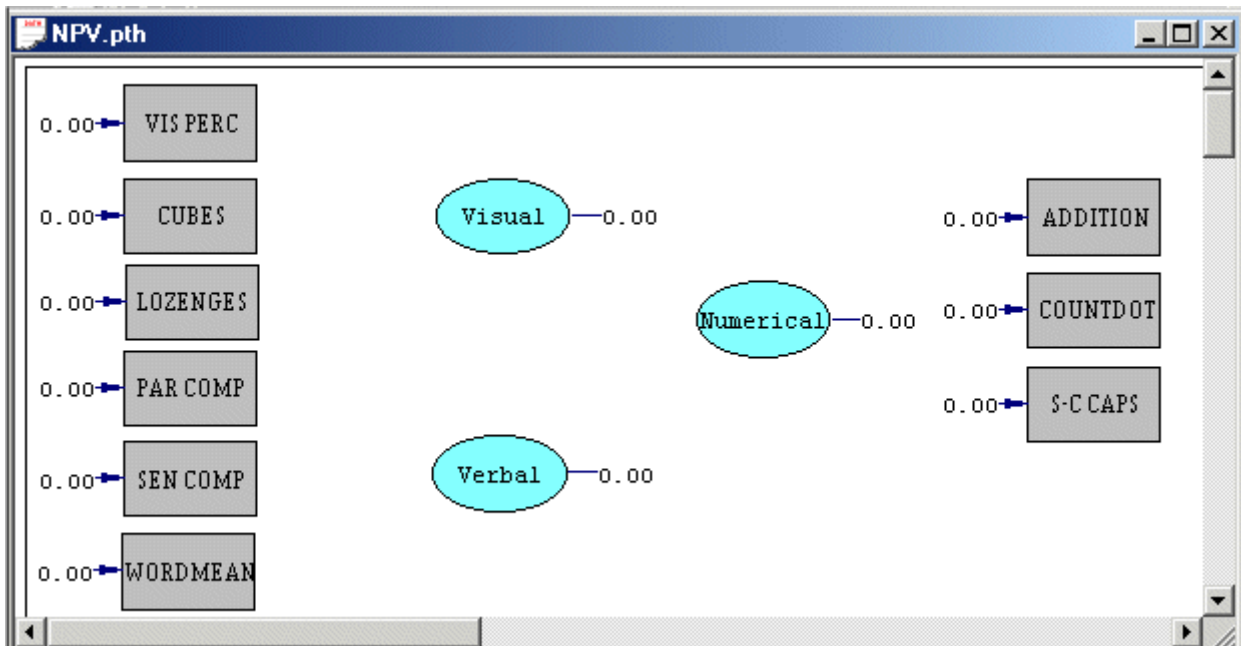 NPV.pth
0.00 VIS PERC
0.00 CUBES
Visual 0.00
0.00 ADDITION
0.00 LOZENGES
Numerical 0.00
0.00 COUNTDOT
0.00 PAR COMP
0.00 S-C CAPS
0.00 SEN COMP
Verbal 0.00
0.00 WORDMEAN